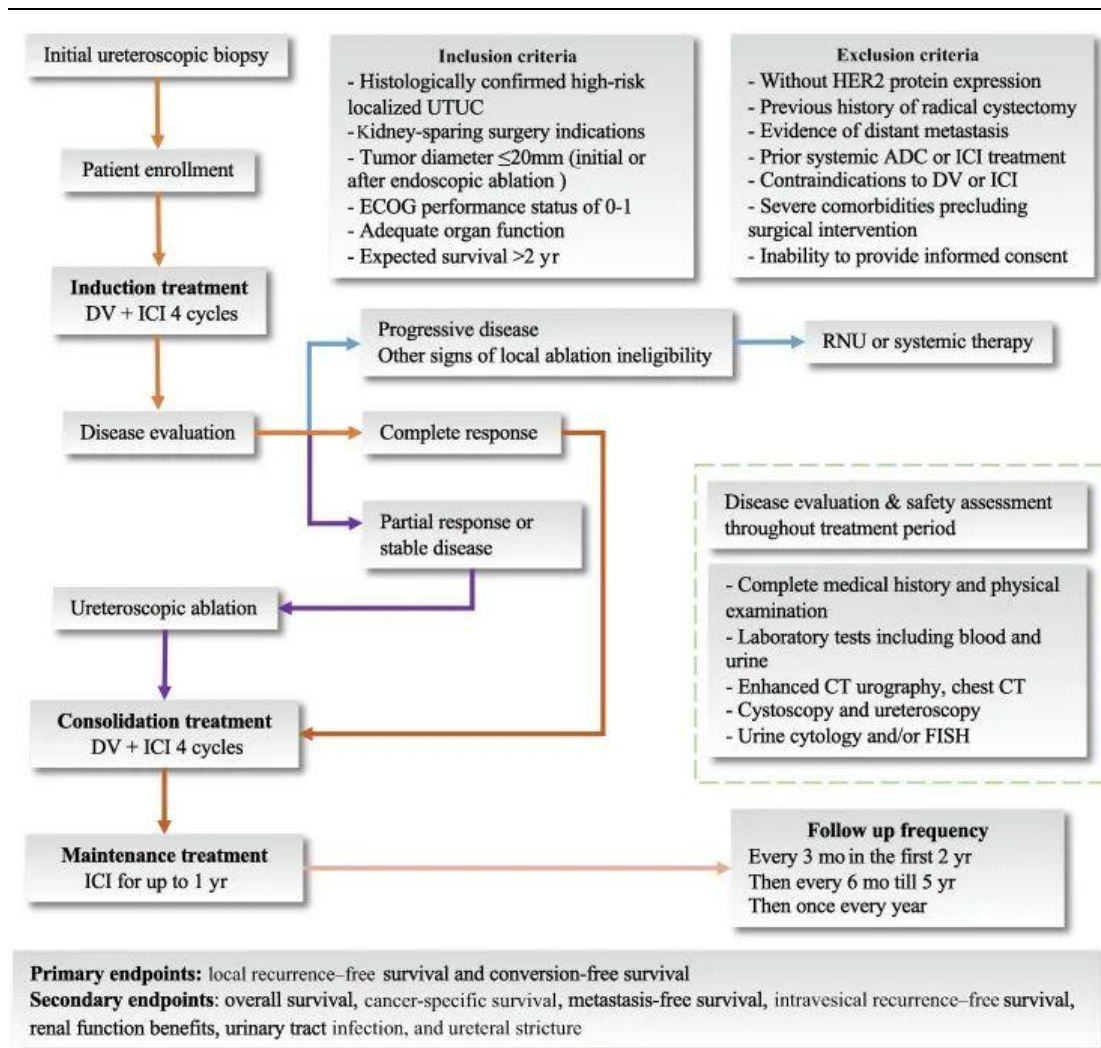 Initial ureteroscopic biopsy
Patient enrollment
Induction treatment
DV + ICI 4 cycles
Disease evaluation
Inclusion criteria
- Histologically confirmed high-risk
localized UTUC
-Kidney-sparing surgery indications
- Tumor diameter ≤20mm (initial or
after endoscopic ablation )
- ECOG performance status of 0-1
- Adequate organ function
- Expected survival >2 yr
Exclusion criteria
- Without HER2 protein expression
- Previous history of radical cystectomy
- Evidence of distant metastasis
- Prior systemic ADC or ICI treatment
- Contraindications to DV or ICI
- Severe comorbidities precluding
surgical intervention
- Inability to provide informed consent
Progressive disease
Other signs of local ablation ineligibility
RNU or systemic therapy
Complete response
Partial response or
stable disease
Ureteroscopic ablation
Consolidation treatment
DV + ICI 4 cycles
Maintenance treatment
ICI for up to 1 yr
Disease evaluation & safety assessment
throughout treatment period
- Complete medical history and physical
examination
- Laboratory tests including blood and
urine
- Enhanced CT urography, chest CT
- Cystoscopy and ureteroscopy
- Urine cytology and/or FISH
Follow up frequency
Every 3 mo in the first 2 yr
Then every 6 mo till 5 yr
Then once every year
Primary endpoints: local recurrence–free survival and conversion-free survival
Secondary endpoints: overall survival, cancer-specific survival, metastasis-free survival, intravesical recurrence–free survival,
renal function benefits, urinary tract infection, and ureteral stricture